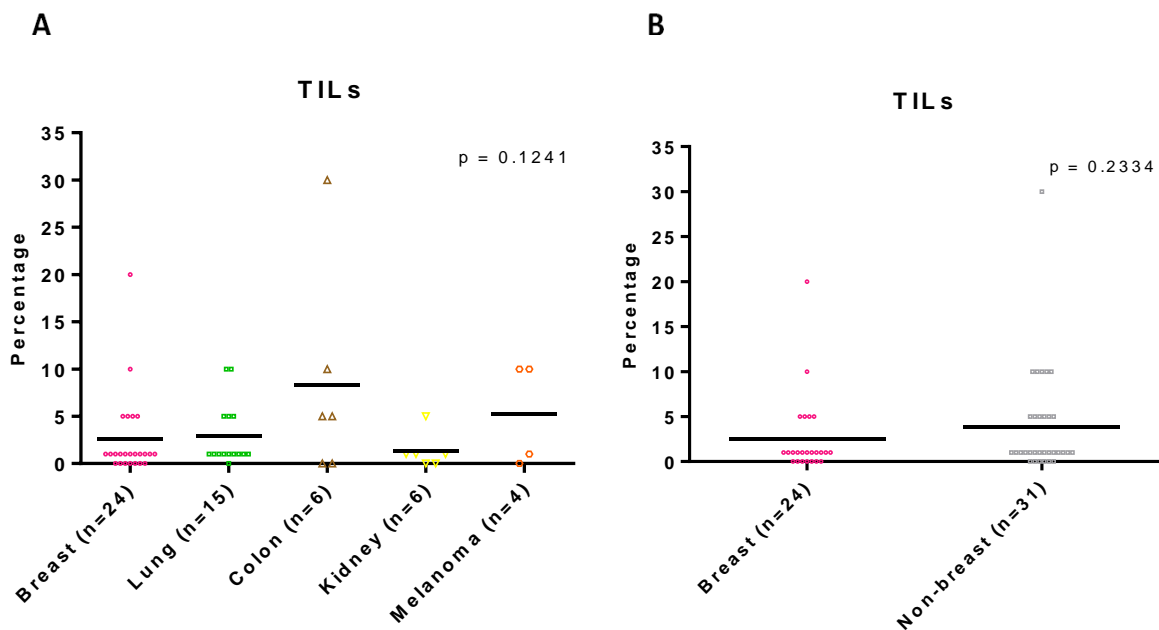 A
TILs
p = 0.1241
Percentage
35
30
25
20
15
10
5
0
Breast (n=24)
Lung (n=15)
Colon (n=6)
Kidney (n=6)
Melanoma (n=4)
B
TILs
p = 0.2334
Percentage
35
30
25
20
15
10
5
0
Breast (n=24)
Non-breast (n=31)